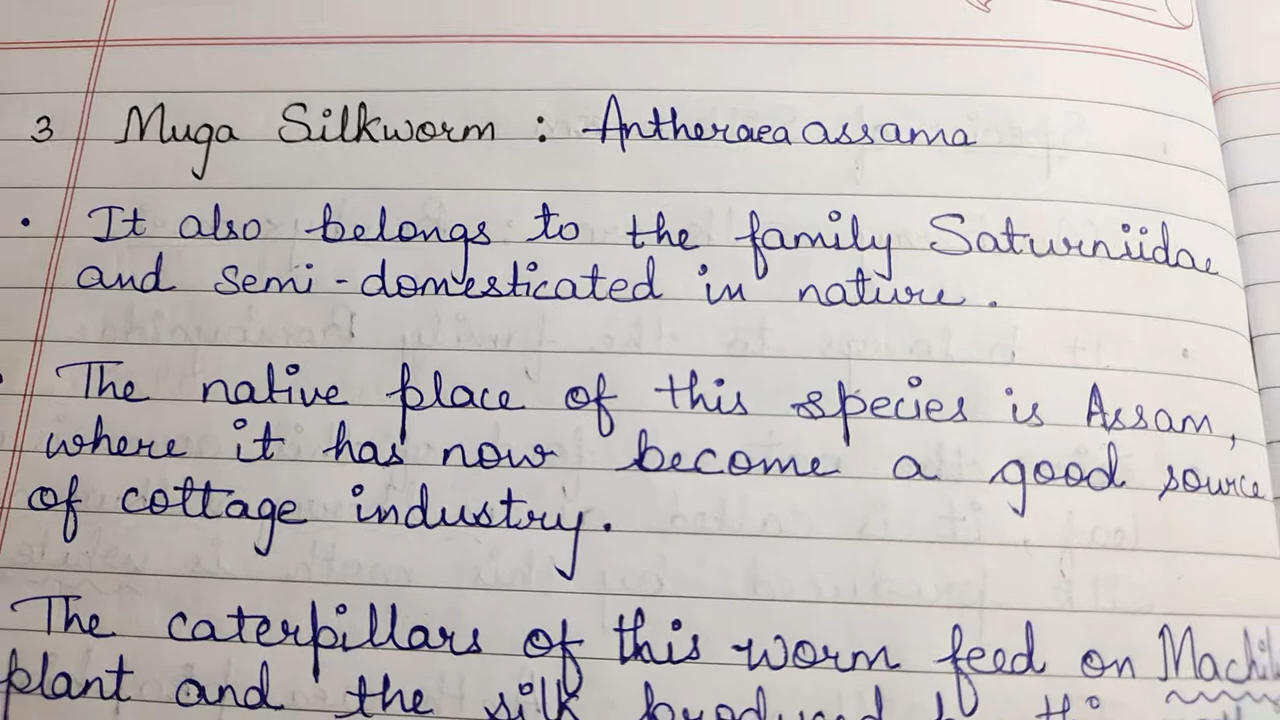 3 Muga Silkworm : Antheraea assama
• It also belongs to the family Saturniidae
and semi-domesticated in nature.
• The native place of this species is Assam,
where it has now become a good source
of cottage industry.
The caterpillars of this worm feed on
plant and the silk produced